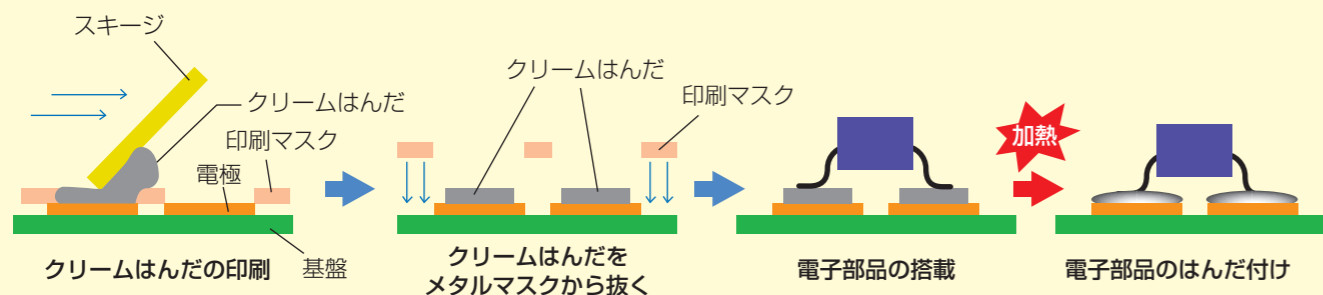 スキージ
クリームはんだ
印刷マスク
電極
基盤
クリームはんだの印刷
クリームはんだ
印刷マスク
クリームはんだを
メタルマスクから抜く
電子部品の搭載
加熱
電子部品のはんだ付け